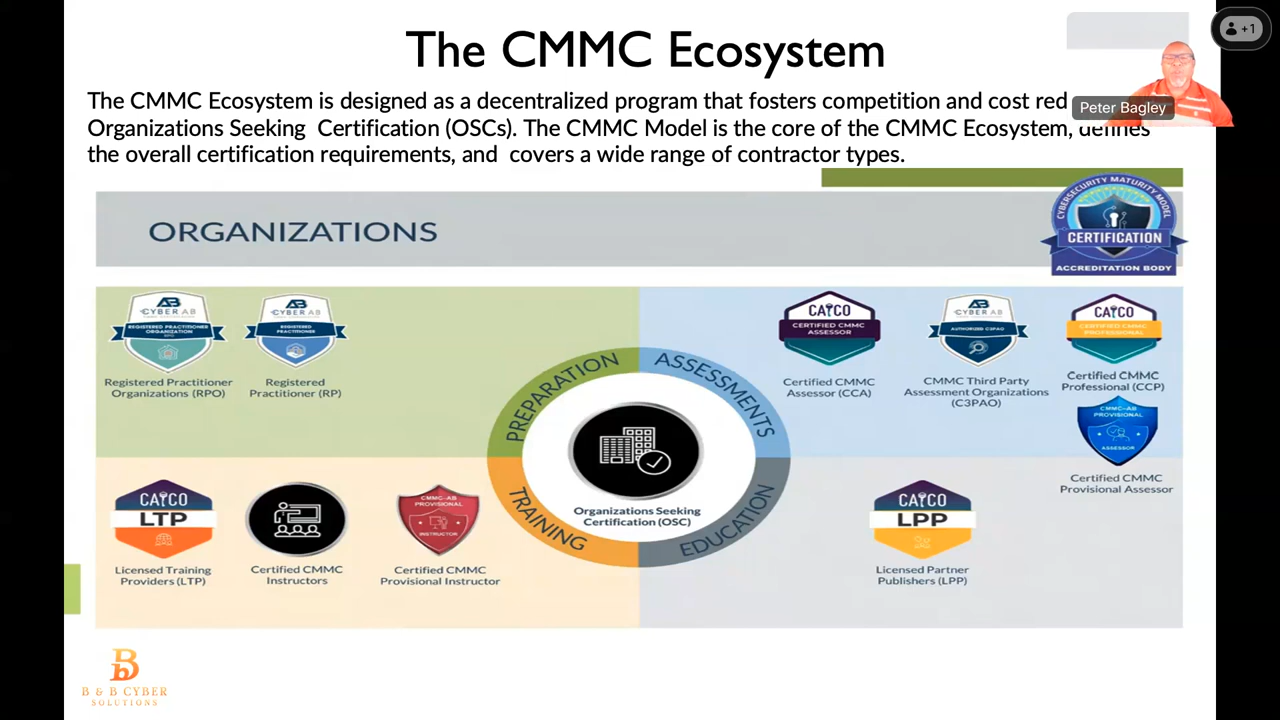 The CMMC Ecosystem
+1
The CMMC Ecosystem is designed as a decentralized program that fosters competition and cost red
Peter Bagley
Organizations Seeking Certification (OSCs). The CMMC Model is the core of the CMMC Ecosystem, defines
the overall certification requirements, and covers a wide range of contractor types.
ORGANIZATIONS
CYBERSECURITY MATURITY MODEL
CERTIFICATION
ACCREDITATION BODY
AB
CYBER AB
REGISTERED PRACTITIONER
ORGANIZATION
RPO
Registered Practitioner
Organizations (RPO)
AB
CYBER AB
REGISTERED
PRACTITIONER
Registered
Practitioner (RP)
CAICO
CERTIFIED CMMC
ASSESSOR
Certified CMMC
Assessor (CCA)
AB
CYBER AB
AUTHORIZED C3PAO
CMMC Third Party
Assessment Organizations
(C3PAO)
CAICO
CERTIFIED CMMC
PROFESSIONAL
Certified CMMC
Professional (CCP)
CMMC-AB
PROVISIONAL
ASSESSOR
Certified CMMC
Provisional Assessor
PREPARATION
ASSESSMENTS
TRAINING
EDUCATION
Organizations Seeking
Certification (OSC)
CAICO
LTP
Licensed Training
Providers (LTP)
Certified CMMC
Instructors
CMMC-AB
PROVISIONAL
INSTRUCTOR
Certified CMMC
Provisional Instructor
CAICO
LPP
Licensed Partner
Publishers (LPP)
B & B CYBER
SOLUTIONS